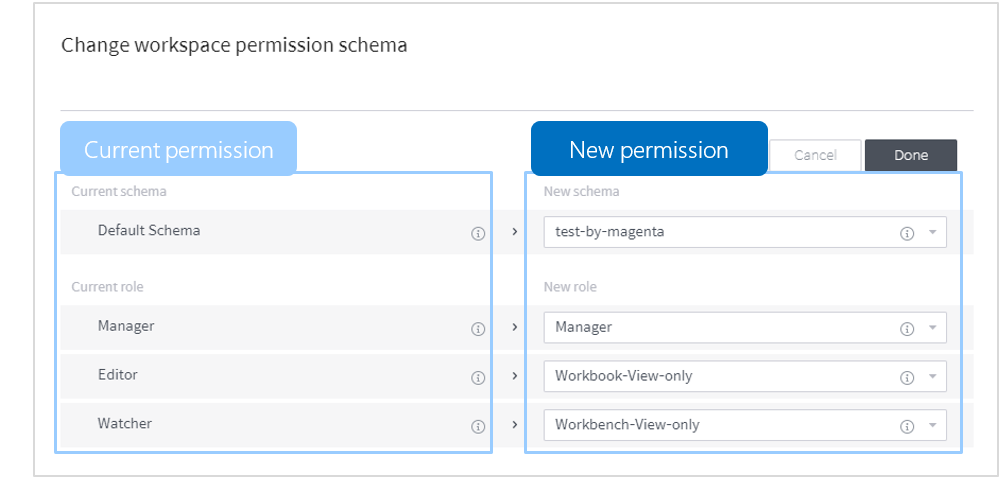 Change workspace permission schema
Current permission
New permission
Cancel
Done
Current schema
New schema
Default Schema
test-by-magenta
Current role
New role
Manager
Manager
Editor
Workbook-View-only
Watcher
Workbench-View-only